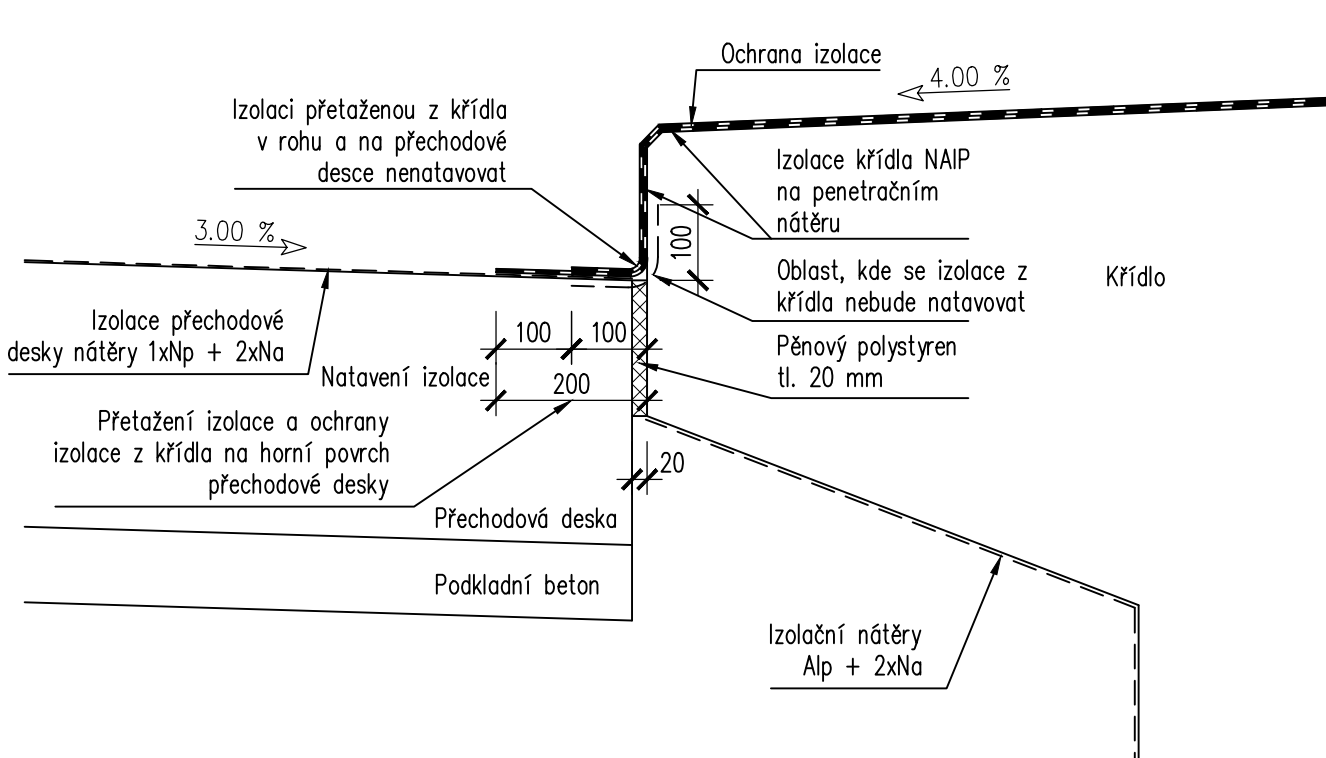 Ochrana izolace
4.00 %
Izolaci přetaženou z křídla
v rohu a na přechodové
desce nenatavovat
Izolace křídla NAIP
na penetračním
nátěru
3.00 %
100
Oblast, kde se izolace z
křídla nebude natavovat
Křídlo
Izolace přechodové
desky nátěry 1xNp + 2xNa
100
100
Pěnový polystyren
tl. 20 mm
Natavení izolace
200
Přetažení izolace a ochrany
izolace z křídla na horní povrch
přechodové desky
20
Přechodová deska
Podkladní beton
Izolační nátěry
Alp + 2xNa